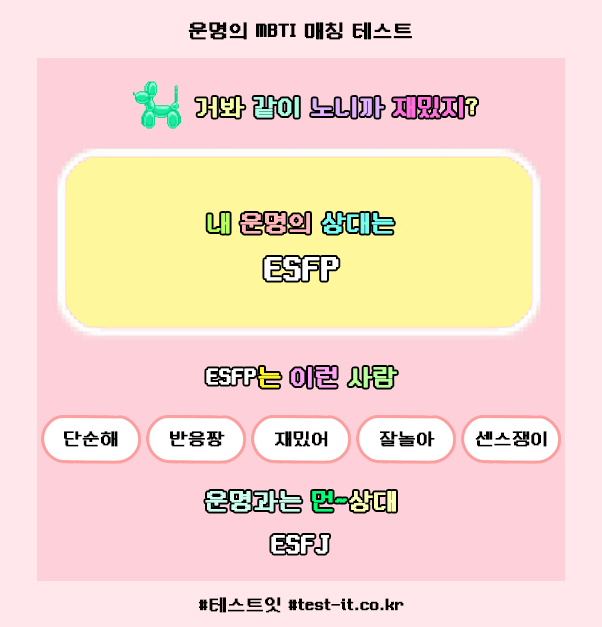 운명의 MBTI 매칭 테스트
거봐 같이 노니까 재밌지?
내 운명의 상대는
ESFP
ESFP는 이런 사람
단순해 반응짱 재밌어 잘놀아 센스쟁이
운명과는 먼~상대
ESFJ
#테스트잇 #test-it.co.kr